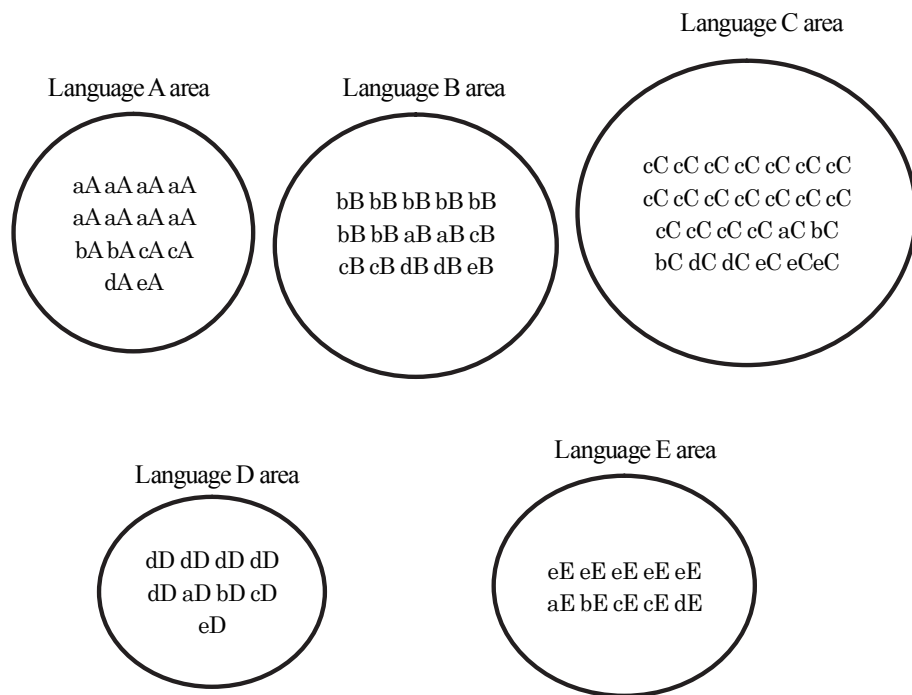 Language A area
aA aA aA aA
aA aA aA aA
bA bA cA cA
dA eA
Language B area
bB bB bB bB bB
bB bB aB aB cB
cB cB dB dB eB
Language C area
cC cC cC cC cC cC cC
cC cC cC cC cC cC cC
cC cC cC cC aC bC
bC dC dC eC eCeC
Language D area
dD dD dD dD
dD aD bD cD
eD
Language E area
eE eE eE eE eE
aE bE cE cE dE